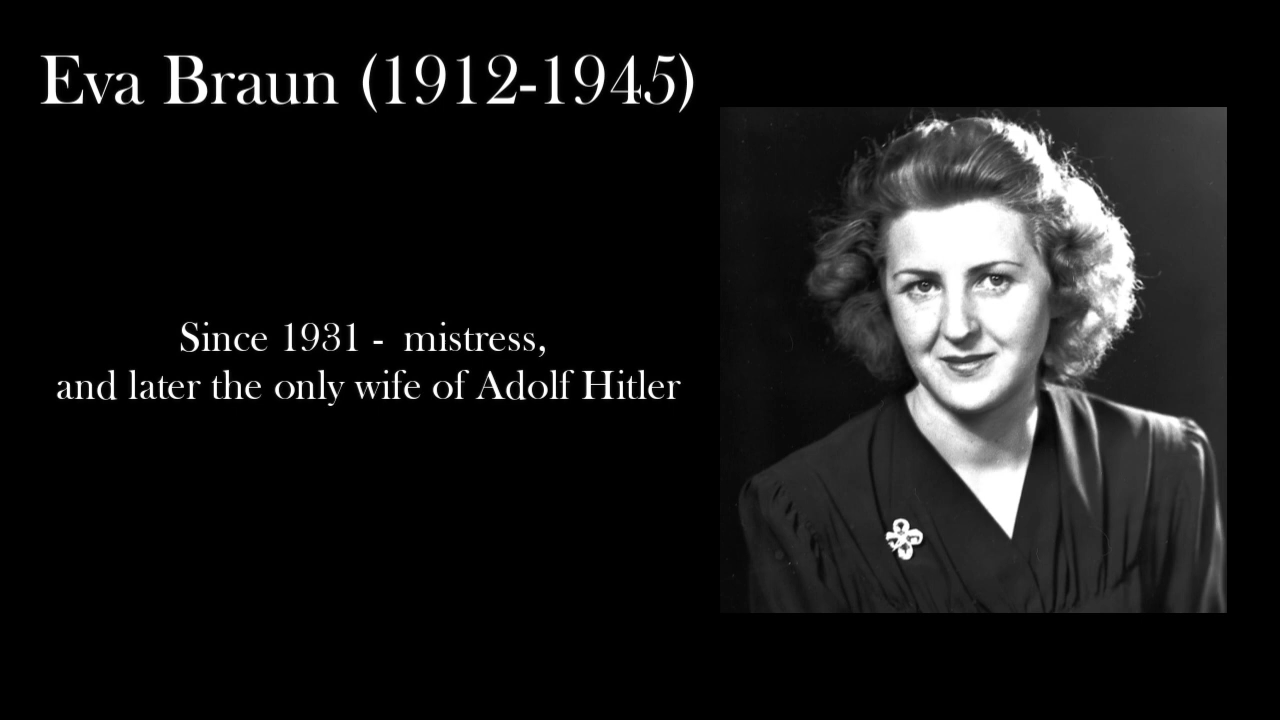 Eva Braun (1912-1945)
Since 1931 -  mistress,
and later the only wife of Adolf Hitler